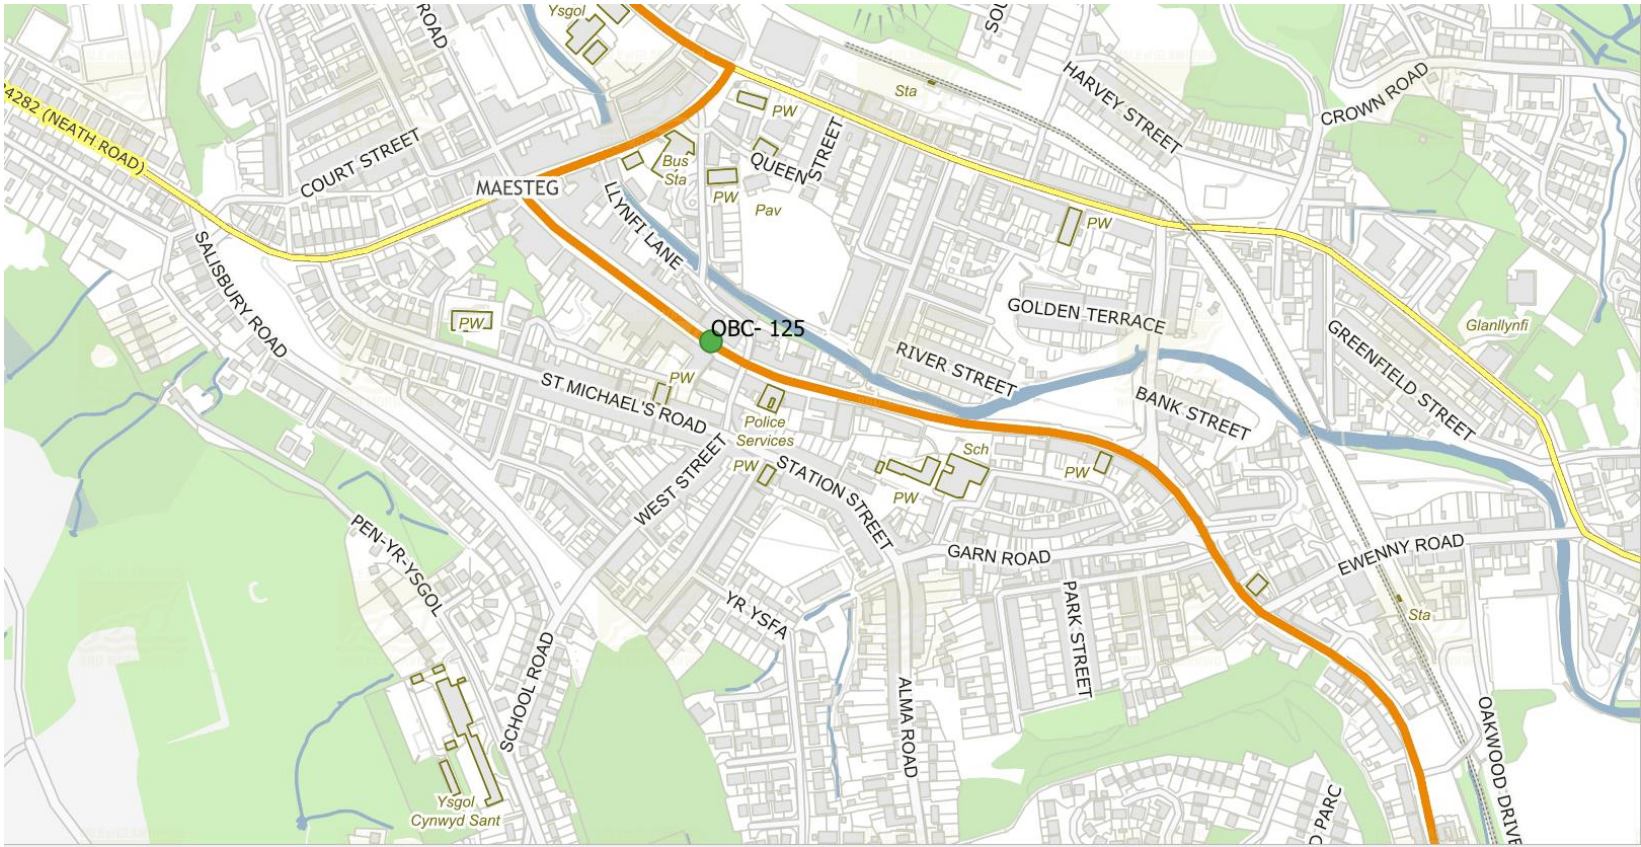 Ysgol
ROAD
HARVEY STREET
CROWN ROAD
Sta
PW
4282 (NEATH ROAD)
COURT STREET
Bus
Sta
QUEEN
STREET
MAESTEG
PW
Pav
PW
LLYNFI LANE
SALISBURY ROAD
GOLDEN TERRACE
Glanllynfi
PW
OBC- 125
GREENFIELD STREET
RIVER STREET
PW
ST MICHAEL'S ROAD
BANK STREET
Police
Services
Sch
WEST STREET
PW
STATION STREET
PW
PW
PEN-YR-YSGOL
GARN ROAD
EWENNY ROAD
YR YSFA
PARK STREET
Sta
SCHOOL ROAD
ALMA ROAD
OAKWOOD DRIVE
Ysgol
Cynwyd Sant
D PARC